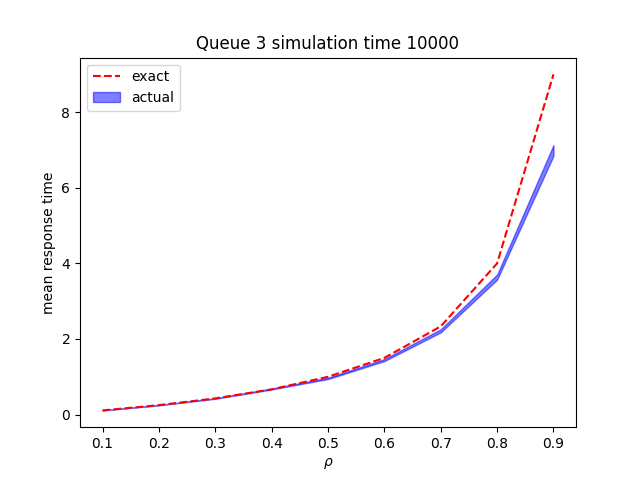 Queue 3 simulation time 10000
exact
actual
mean response time
8
6
4
2
0
0.1 0.2 0.3 0.4 0.5 0.6 0.7 0.8 0.9
ρ